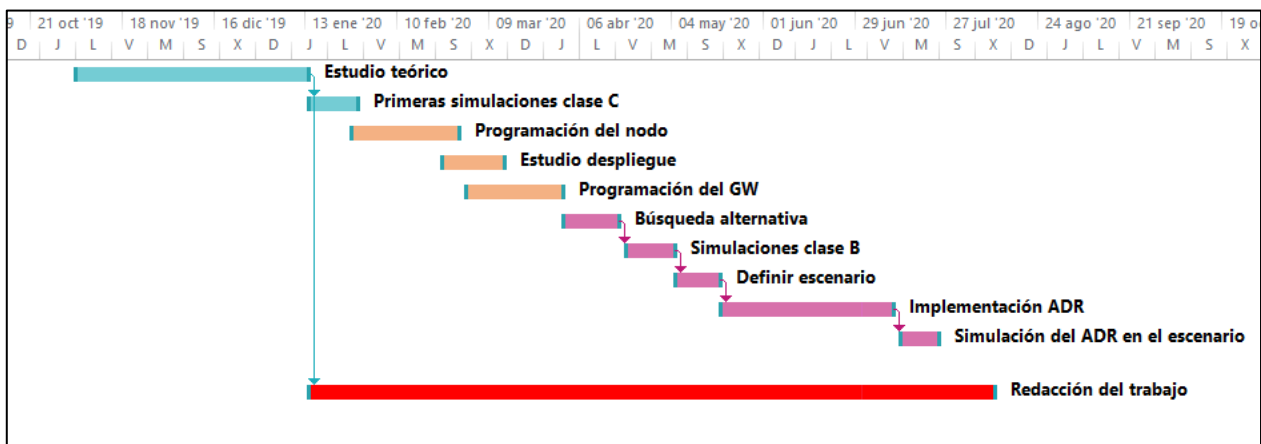 9 21 oct '19 18 nov '19 16 dic '19 13 ene '20 10 feb '20 09 mar '20 06 abr '20 04 may '20 01 jun '20 29 jun '20 27 jul '20 24 ago '20 21 sep '20 19 o
D J L V M S X D J L V M S X D J L V M S X D J L V M S X D J L V M S X
Estudio teórico
Primeras simulaciones clase C
Programación del nodo
Estudio despliegue
Programación del GW
Búsqueda alternativa
Simulaciones clase B
Definir escenario
Implementación ADR
Simulación del ADR en el escenario
Redacción del trabajo